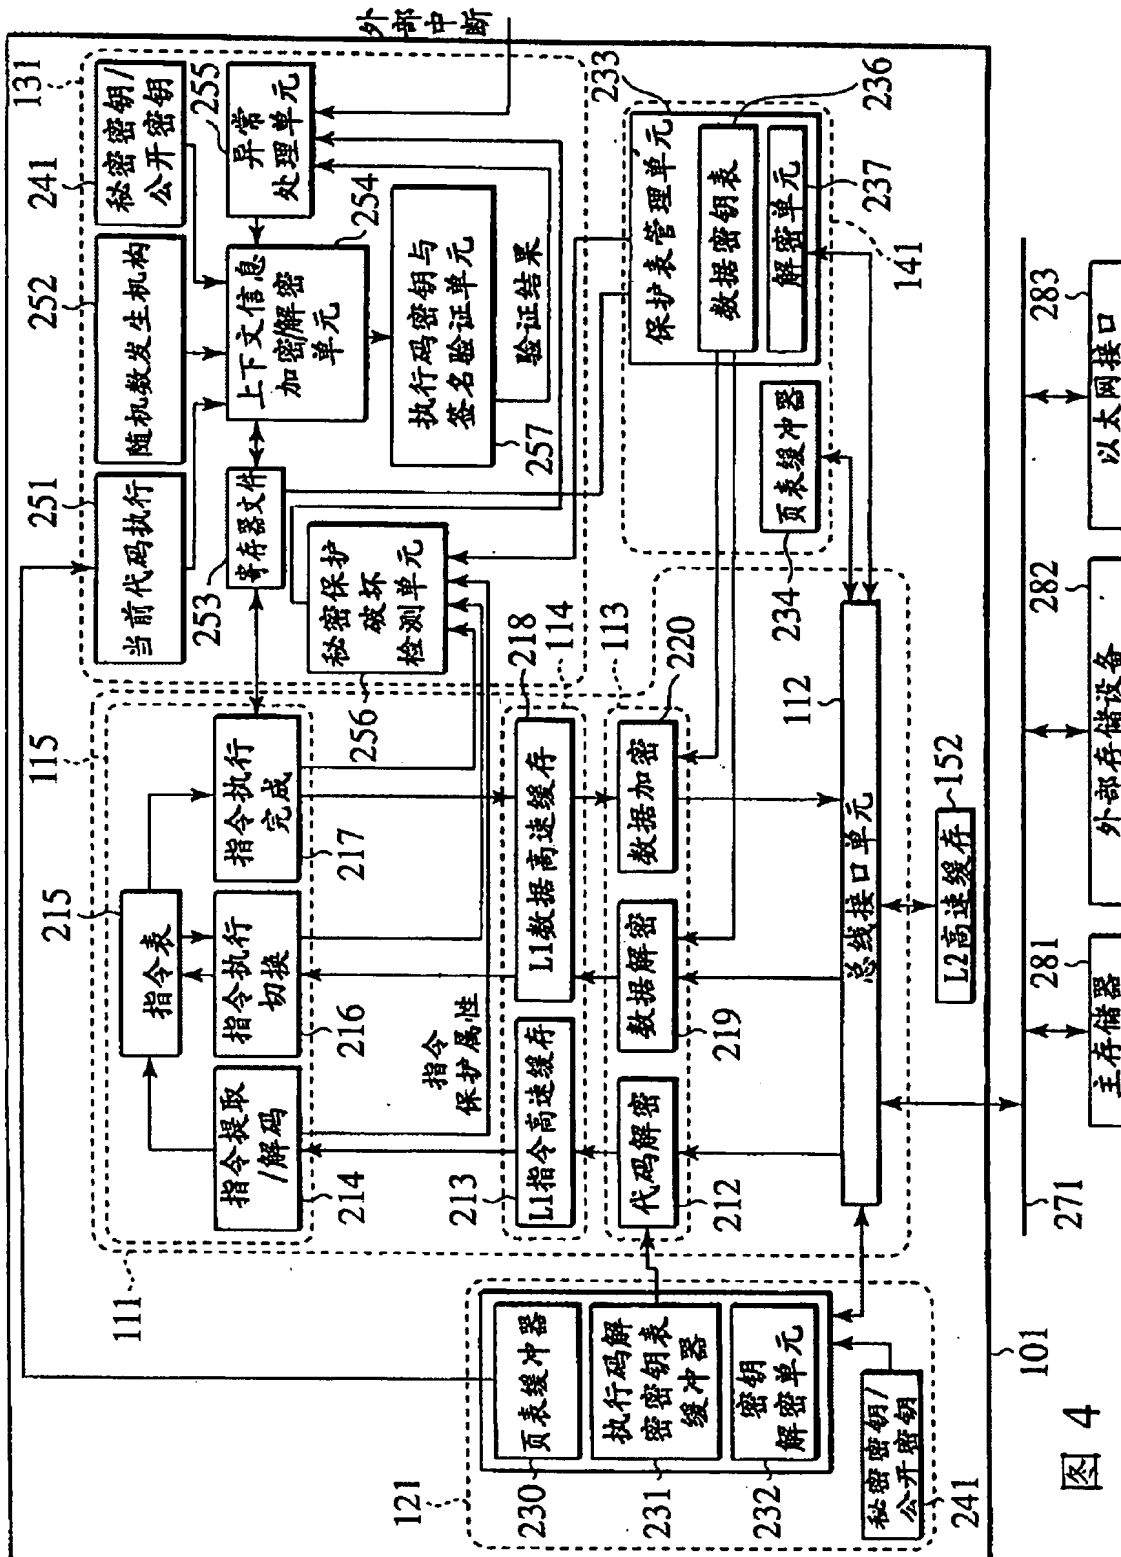 121
230
页表缓冲器
231
执行码解
密密钥表
缓冲器
232
密钥
解密单元
241
秘密密钥/
公开密钥
101
111
115
215
指令表
指令提取
/解码
214
指令执行
切换
216
指令执行
完成
217
指令
保护属性
213
L1指令高速缓存
L1数据高速缓存
218
114
113
代码解密
212
数据解密
219
数据加密
220
112
总线接口单元
L2高速缓存
152
131
251
当前代码执行
252
随机数发生机构
241
秘密密钥/
公开密钥
253
寄存器文件
上下文信息
加密/解密
单元
254
255
异常
处理单元
外部中断
秘密保护
破坏
检测单元
256
执行码密钥与
签名验证单元
257
验证结果
233
保护表管理单元
236
数据密钥表
237
解密单元
141
页表缓冲器
234
271
281
主存储器
282
外部存储设备
283
以太网接口
图 4